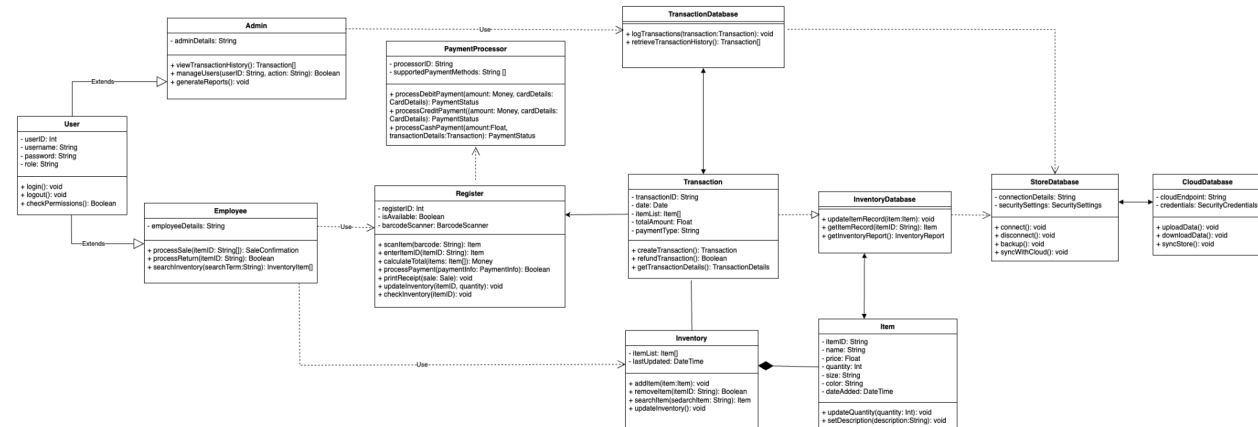 Admin
- adminDetails: String
+ viewTransactionHistory(): Transaction[]
+ manageUsers(userID: String, action: String): Boolean
+ generateReports(): void
Use
TransactionDatabase
+ logTransactions(transaction:Transaction): void
+ retrieveTransactionHistory(): Transaction[]
PaymentProcessor
- processorID: String
- supportedPaymentMethods: String []
+ processDebitPayment(amount: Money, cardDetails:
CardDetails): PaymentStatus
+ processCreditPayment((amount: Money, cardDetails:
CardDetails): PaymentStatus
+ processCashPayment(amount:Float,
transactionDetails:Transaction): PaymentStatus
Extends
User
- userID: Int
- username: String
- password: String
- role: String
+ login(): void
+ logout(): void
+ checkPermissions(): Boolean
Extends
Employee
- employeeDetails: String
+ processSale(itemID: String[]): SaleConfirmation
+ processReturn(itemID: String): Boolean
+ searchInventory(searchTerm:String): InventoryItem[]
Use
Register
- registerID: Int
- isAvailable: Boolean
- barcodeScanner: BarcodeScanner
+ scanItem(barcode: String): Item
+ enterItemID(itemID: String): Item
+ calculateTotal(items: Item[]): Money
+ processPayment(paymentInfo: PaymentInfo): Boolean
+ printReceipt(sale: Sale): void
+ updateInventory(itemID, quantity): void
+ checkInventory(itemID): void
Transaction
- transactionID: String
- date: Date
- itemList: Item[]
- totalAmount: Float
- paymentType: String
+ createTransaction(): Transaction
+ refundTransaction(): Boolean
+ getTransactionDetails(): TransactionDetails
InventoryDatabase
+ updateItemRecord(item:Item): void
+ getItemRecord(itemID: String): Item
+ getInventoryReport(): InventoryReport
StoreDatabase
- connectionDetails: String
- securitySettings: SecuritySettings
+ connect(): void
+ disconnect(): void
+ backup(): void
+ syncWithCloud(): void
CloudDatabase
- cloudEndpoint: String
- credentials: SecurityCredentials
+ uploadData(): void
+ downloadData(): void
+ syncStore(): void
Use
Inventory
- itemList: Item[]
- lastUpdated: DateTime
+ addItem(item:Item): void
+ removeItem(itemID: String): Boolean
+ searchItem(sedarchItem: String): Item
+ updateInventory(): void
Item
- itemID: String
- name: String
- price: Float
- quantity: Int
- size: String
- color: String
- dateAdded: DateTime
+ updateQuantity(quantity: Int): void
+ setDescription(description:String): void